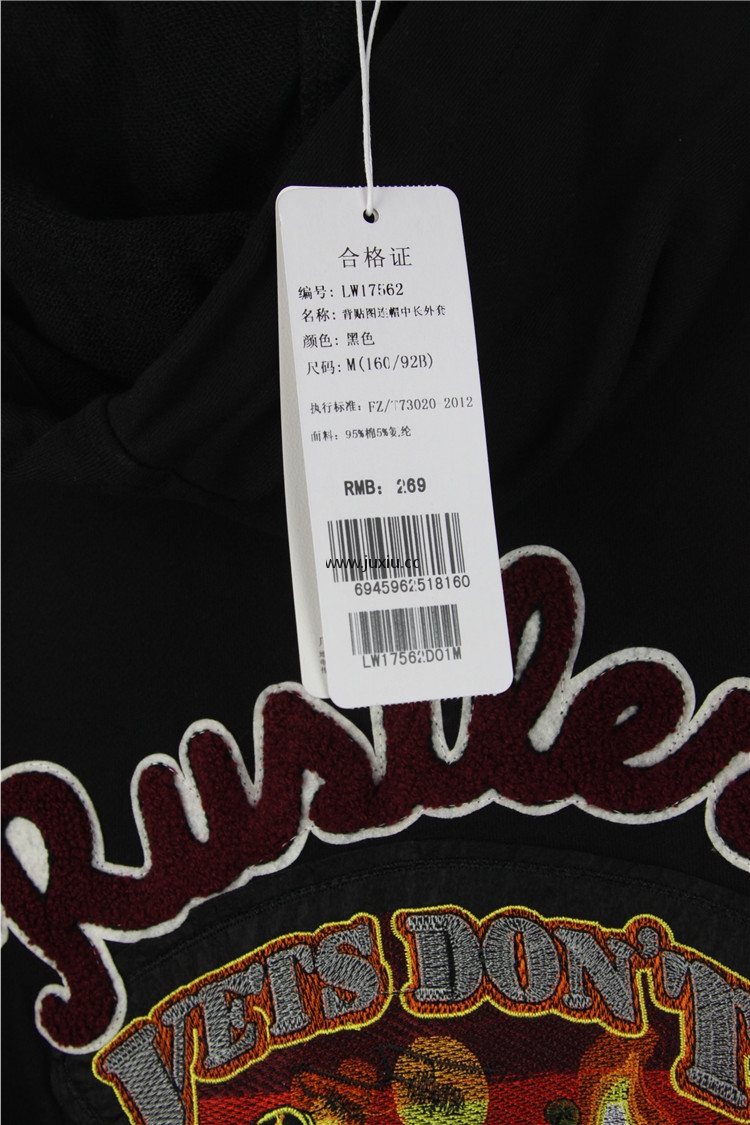 合格证
编号: LW17562
名称: 背贴图连帽中长外套
颜色: 黑色
尺码: M(160/92B)
执行标准: FZ/T73020 2012
面料: 95%棉5%氨纶
RMB: 269
www.juxiu.cc
6945962518160
LW17562D01M
VETS DON'T